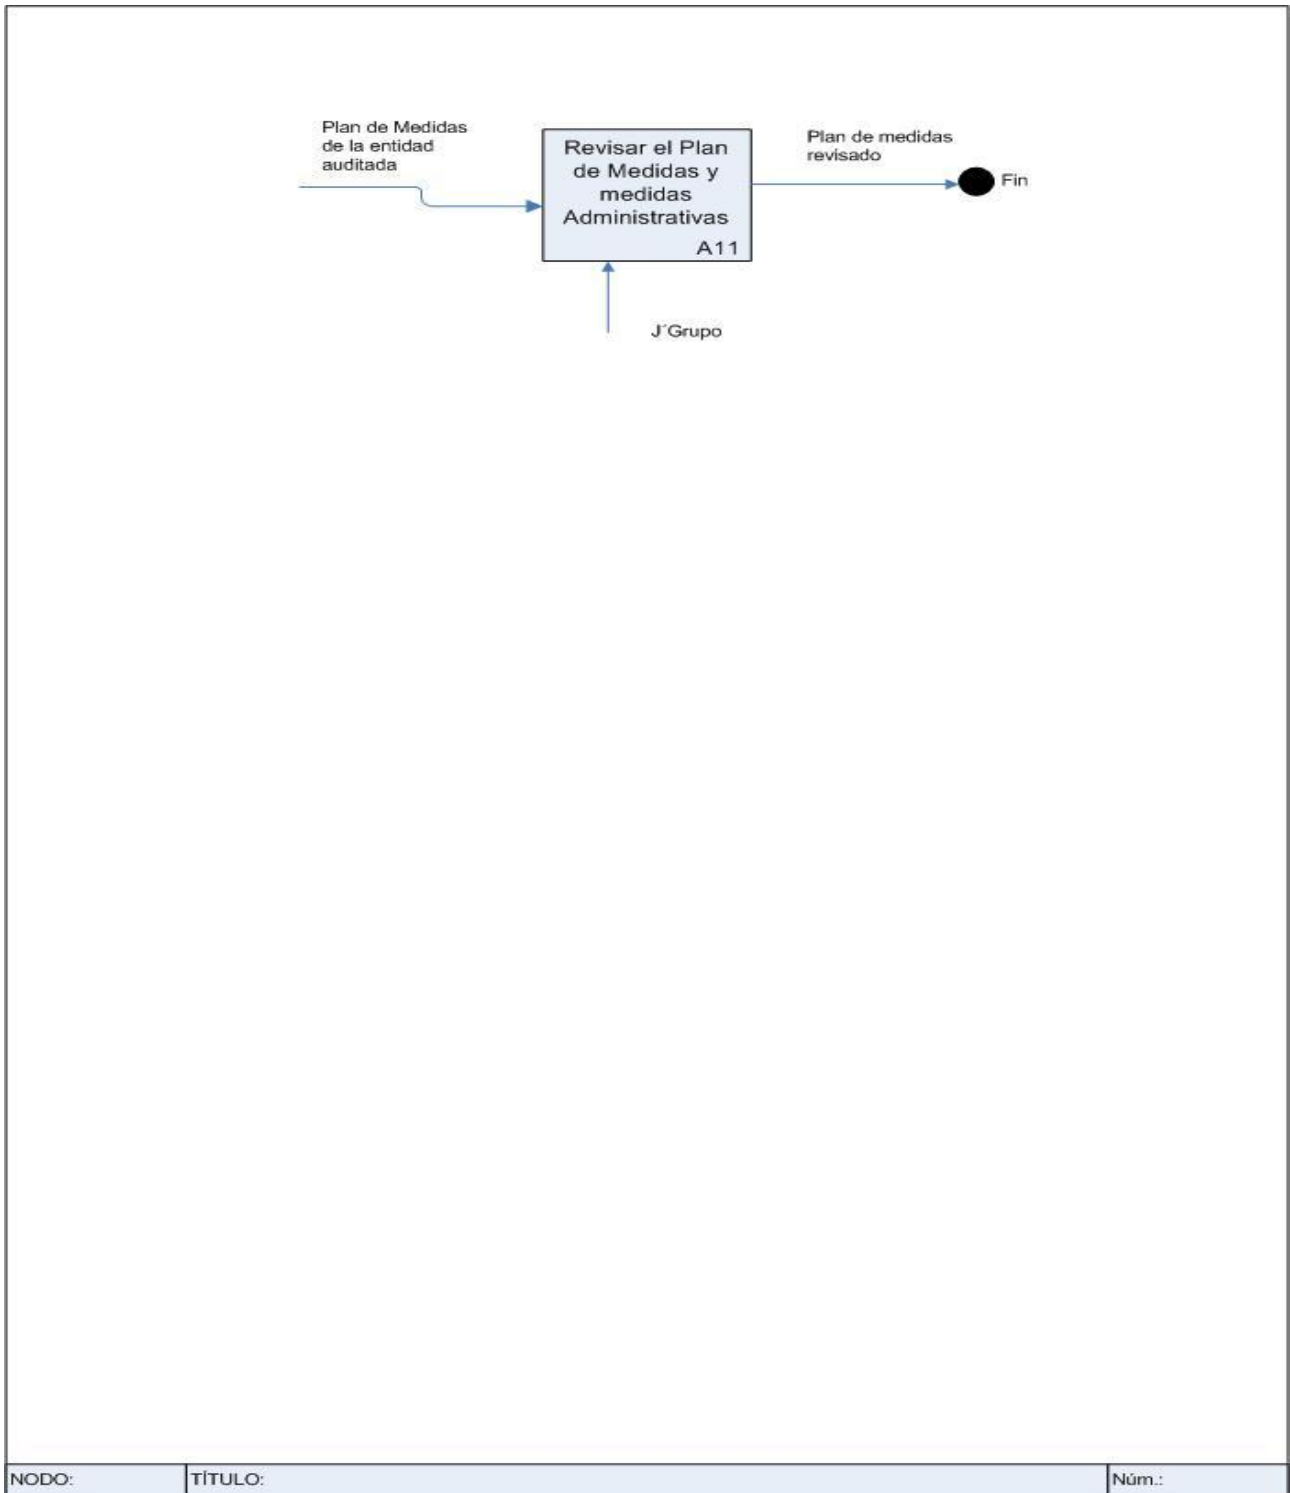 Plan de Medidas
de la entidad
auditada
Revisar el Plan
de Medidas y
medidas
Administrativas
A11
Plan de medidas
revisado
Fin
J´Grupo
NODO:
TÍTULO:
Núm.: